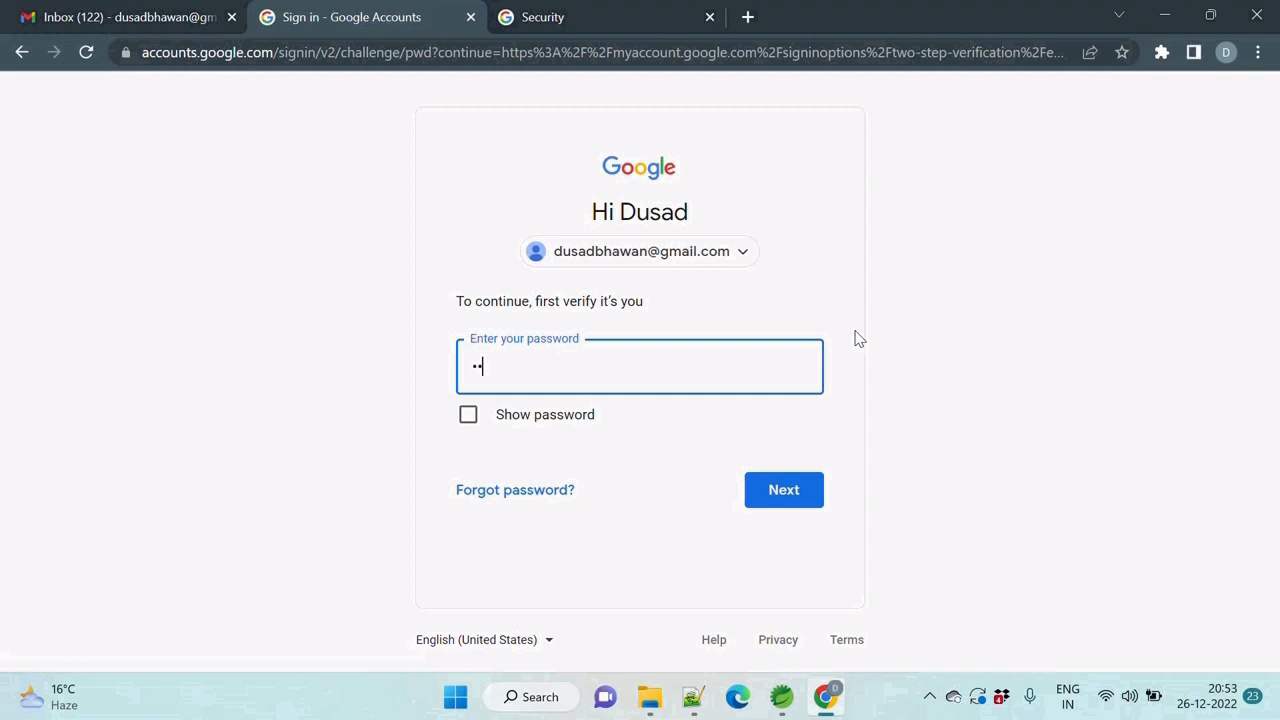 Inbox (122) - dusadbhawan@gm
Sign in - Google Accounts
Security
accounts.google.com/signin/v2/challenge/pwd?continue=https%3A%2F%2Fmyaccount.google.com%2Fsigninoptions%2Ftwo-step-verification%2Fe...
D
Google
Hi Dusad
dusadbhawan@gmail.com
To continue, first verify it's you
Enter your password
••
Show password
Forgot password?
Next
English (United States)
Help
Privacy
Terms
16°C
Haze
Search
D
ENG
IN
20:53
26-12-2022
23